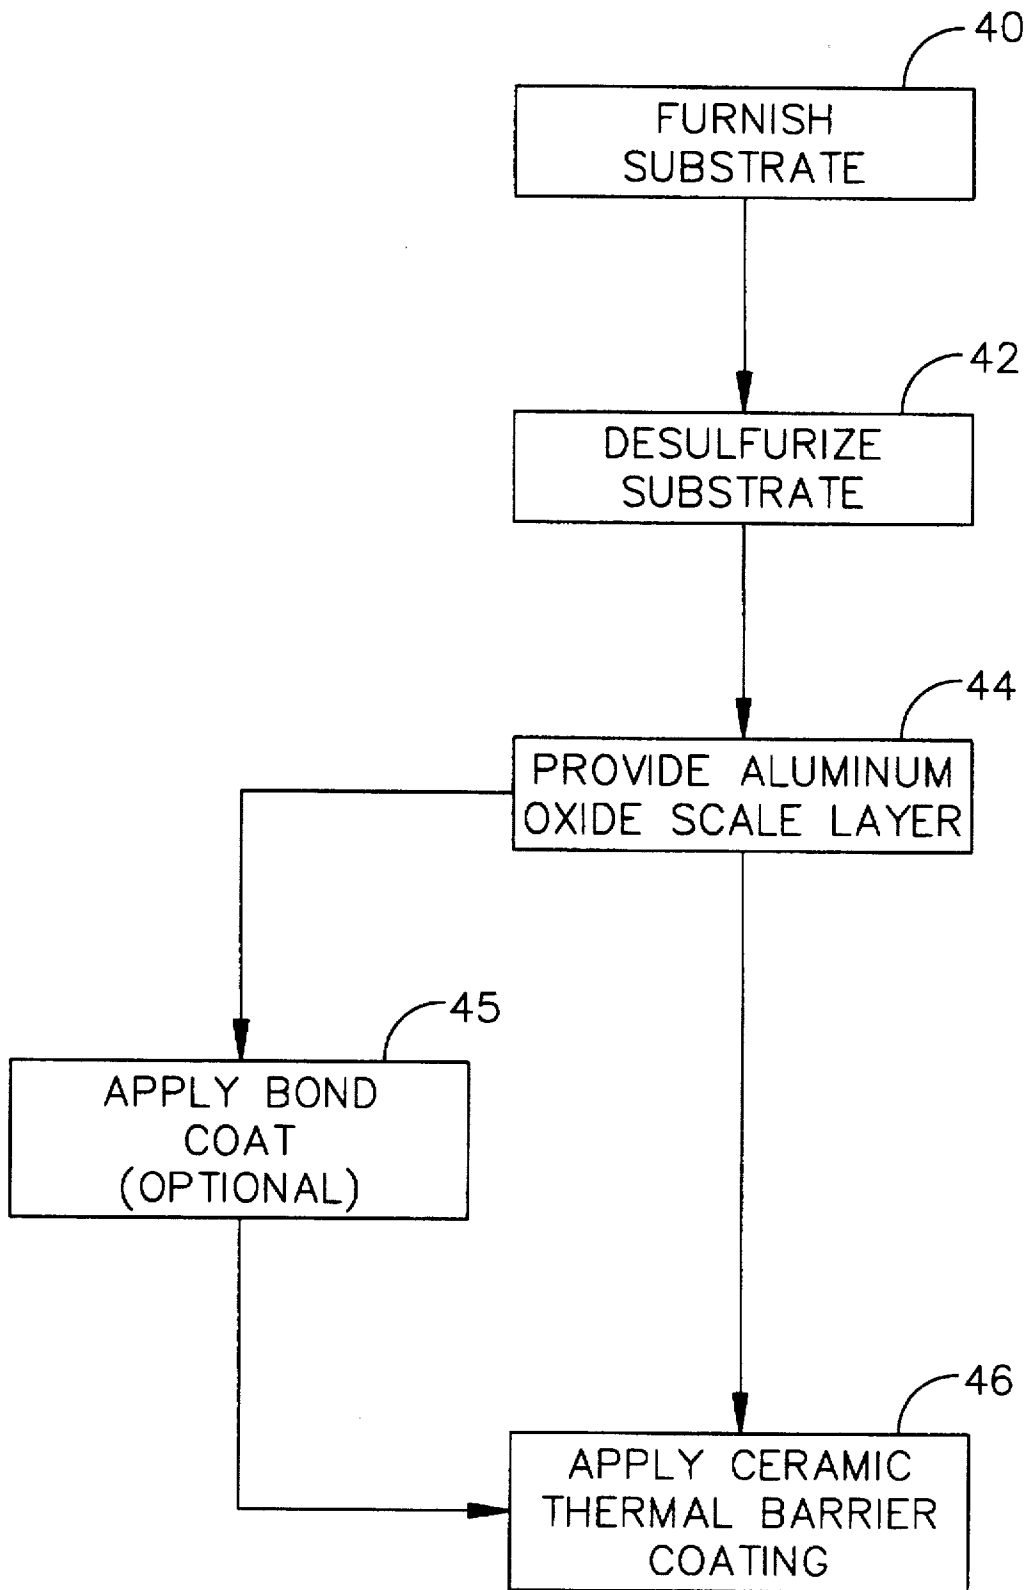 40
FURNISH
SUBSTRATE
42
DESULFURIZE
SUBSTRATE
44
PROVIDE ALUMINUM
OXIDE SCALE LAYER
45
APPLY BOND
COAT
(OPTIONAL)
46
APPLY CERAMIC
THERMAL BARRIER
COATING